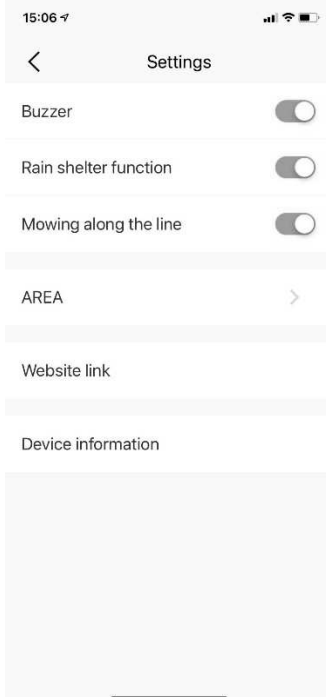 15:06
Settings
Buzzer
Rain shelter function
Mowing along the line
AREA
Website link
Device information